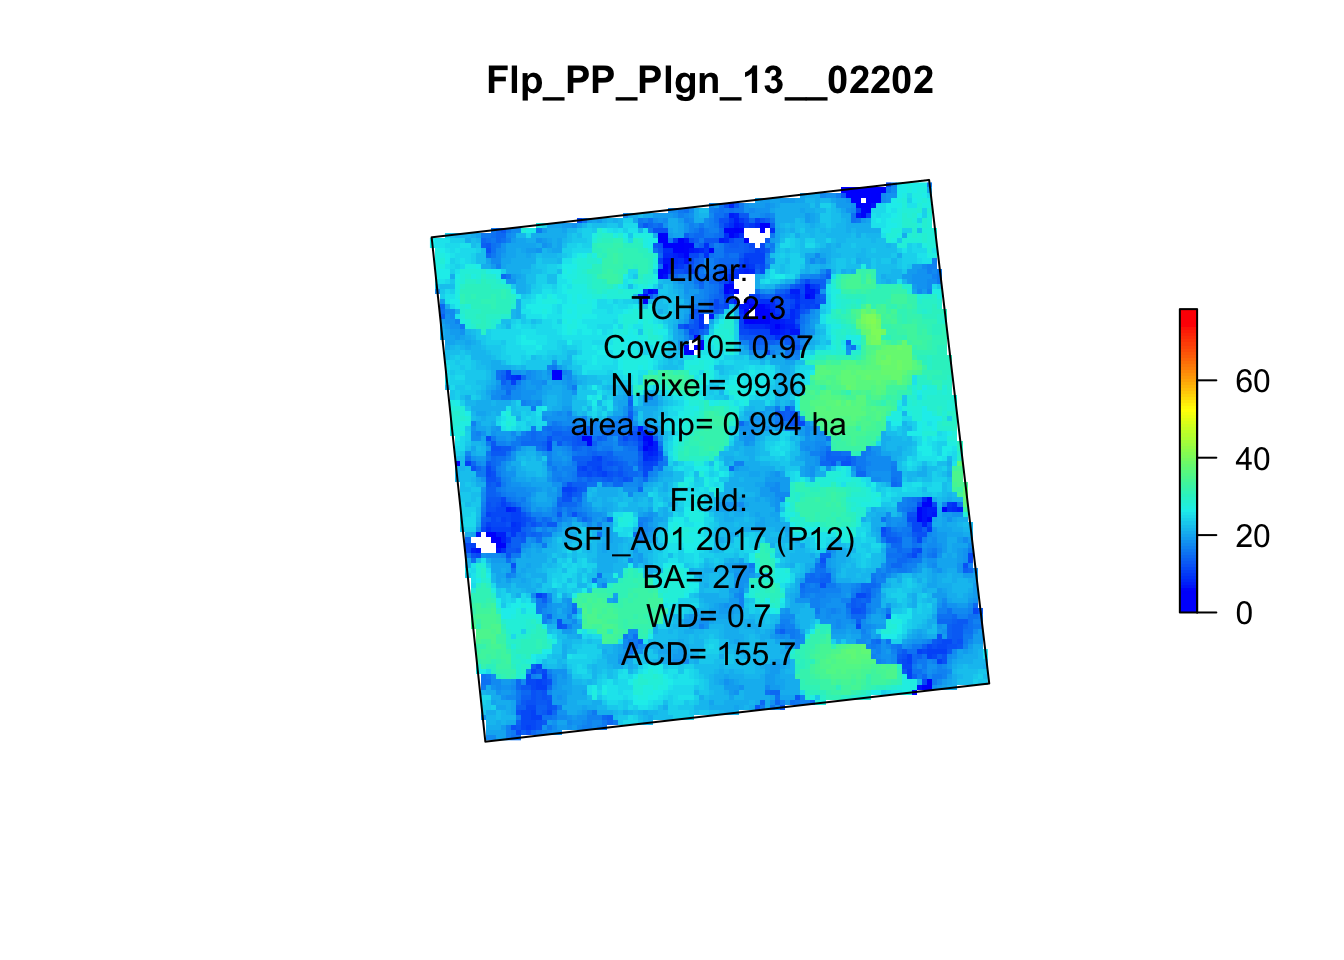 Flp_PP_Plgn_13__02202
Lidar:
TCH= 22.3
Cover10= 0.97
N.pixel= 9936
area.shp= 0.994 ha
Field:
SFI_A01 2017 (P12)
BA= 27.8
WD= 0.7
ACD= 155.7
60
40
20
0